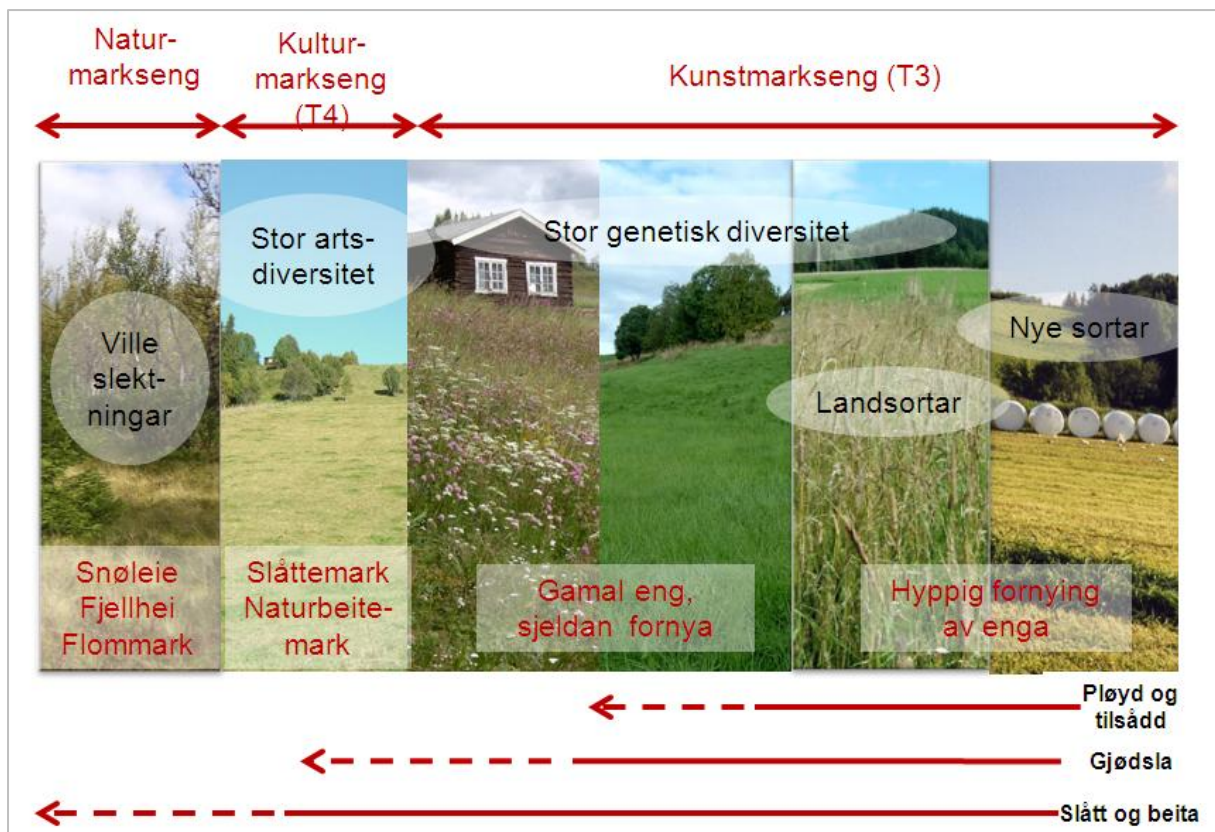 Natur-
markseng
Kultur-
markseng
(T4)
Kunstmarkseng (T3)
Stor arts-
diversitet
Stor genetisk diversitet
Ville
slekt-
ningar
Nye sortar
Landsortar
Snøleie
Fjellhei
Flommark
Slåttemark
Naturbeite-
mark
Gamal eng,
sjeldan fornya
Hyppig fornying
av enga
Pløyd og
tilsådd
Gjødsla
Slått og beita